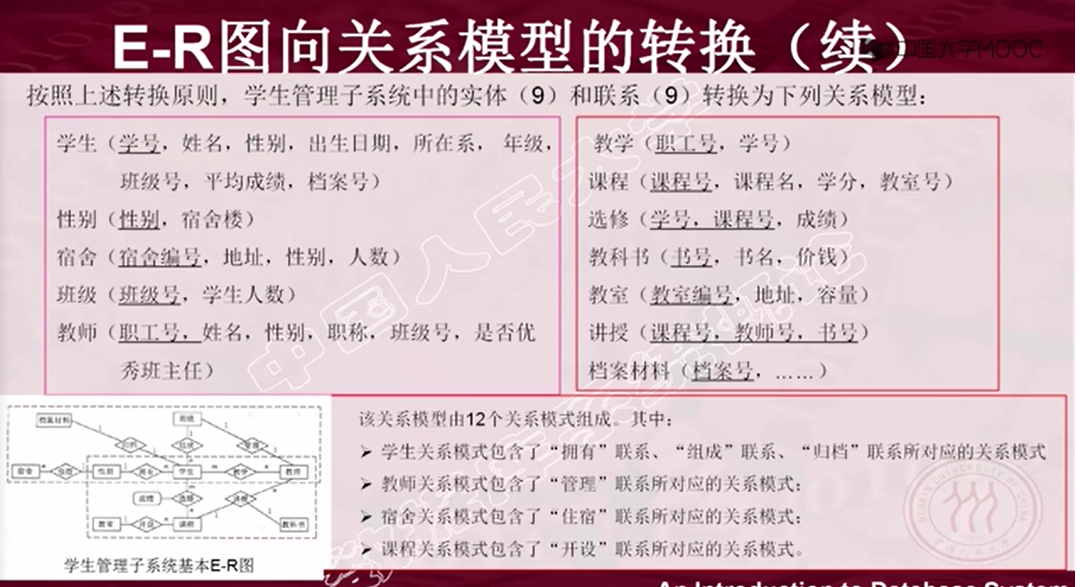 E-R图向关系模型的转换（续）
中国大学MOOC
按照上述转换原则，学生管理子系统中的实体（9）和联系（9）转换为下列关系模型：
学生（学号，姓名，性别，出生日期，所在系， 年级，
班级号，平均成绩，档案号）
性别（性别，宿舍楼）
宿舍（宿舍编号，地址，性别，人数）
班级（班级号，学生人数）
教师（职工号，姓名，性别，职称，班级号，是否优
秀班主任）
教学（职工号，学号）
课程（课程号，课程名，学分，教室号）
选修（学号，课程号，成绩）
教科书（书号，书名，价钱）
教室（教室编号，地址，容量）
讲授（课程号，教师号，书号）
档案材料（档案号，……）
档案材料
班级
宿舍
性别
学生
教学
教师
成绩
教室
课程
教科书
学生管理子系统基本E-R图
该关系模型由12个关系模式组成。其中：
➢ 学生关系模式包含了“拥有”联系、“组成”联系、“归档”联系所对应的关系模式
➢ 教师关系模式包含了“管理”联系所对应的关系模式；
➢ 宿舍关系模式包含了“住宿”联系所对应的关系模式；
➢ 课程关系模式包含了“开设”联系所对应的关系模式。
An Introduction to Database System